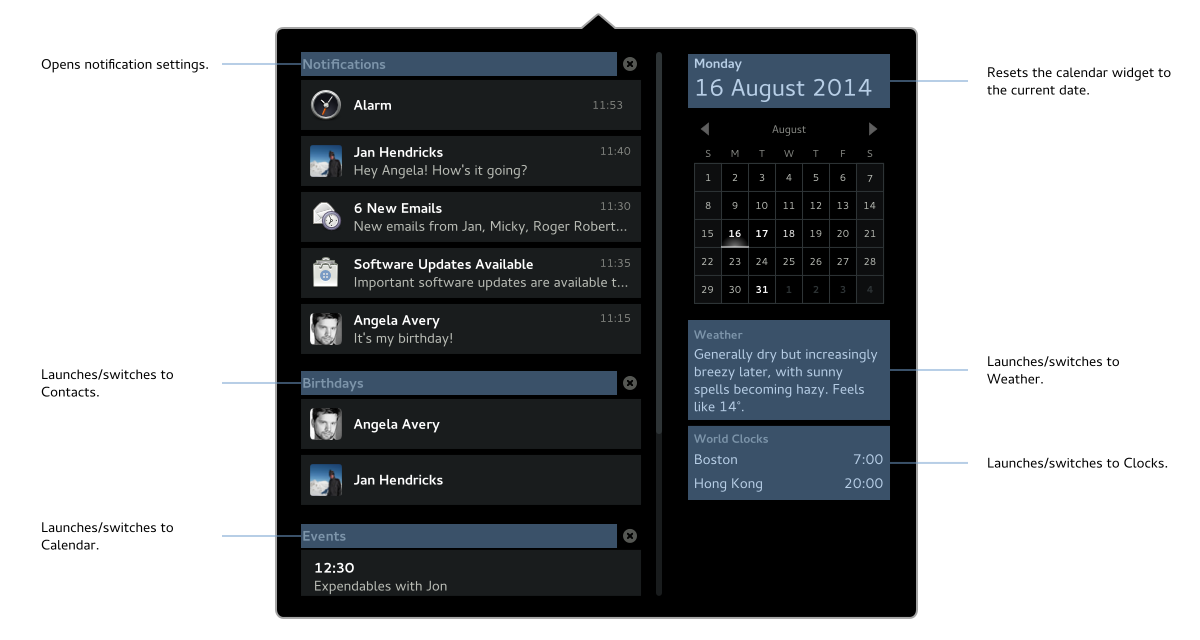 Opens notification settings.
Notifications
Alarm
11:53
Jan Hendricks
11:40
Hey Angela! How's it going?
6 New Emails
11:30
New emails from Jan, Micky, Roger Robert...
Software Updates Available
11:35
Important software updates are available t...
Angela Avery
11:15
It's my birthday!
Launches/switches to
Contacts.
Birthdays
Angela Avery
Jan Hendricks
Launches/switches to
Calendar.
Events
12:30
Expendables with Jon
Monday
16 August 2014
Resets the calendar widget to
the current date.
August
S M T W T F S
1 2 3 4 5 6 7
8 9 10 11 12 13 14
15 16 17 18 19 20 21
22 23 24 25 26 27 28
29 30 31 1 2 3 4
Weather
Generally dry but increasingly
breezy later, with sunny
spells becoming hazy. Feels
like 14°.
Launches/switches to
Weather.
World Clocks
Boston 7:00
Hong Kong 20:00
Launches/switches to Clocks.